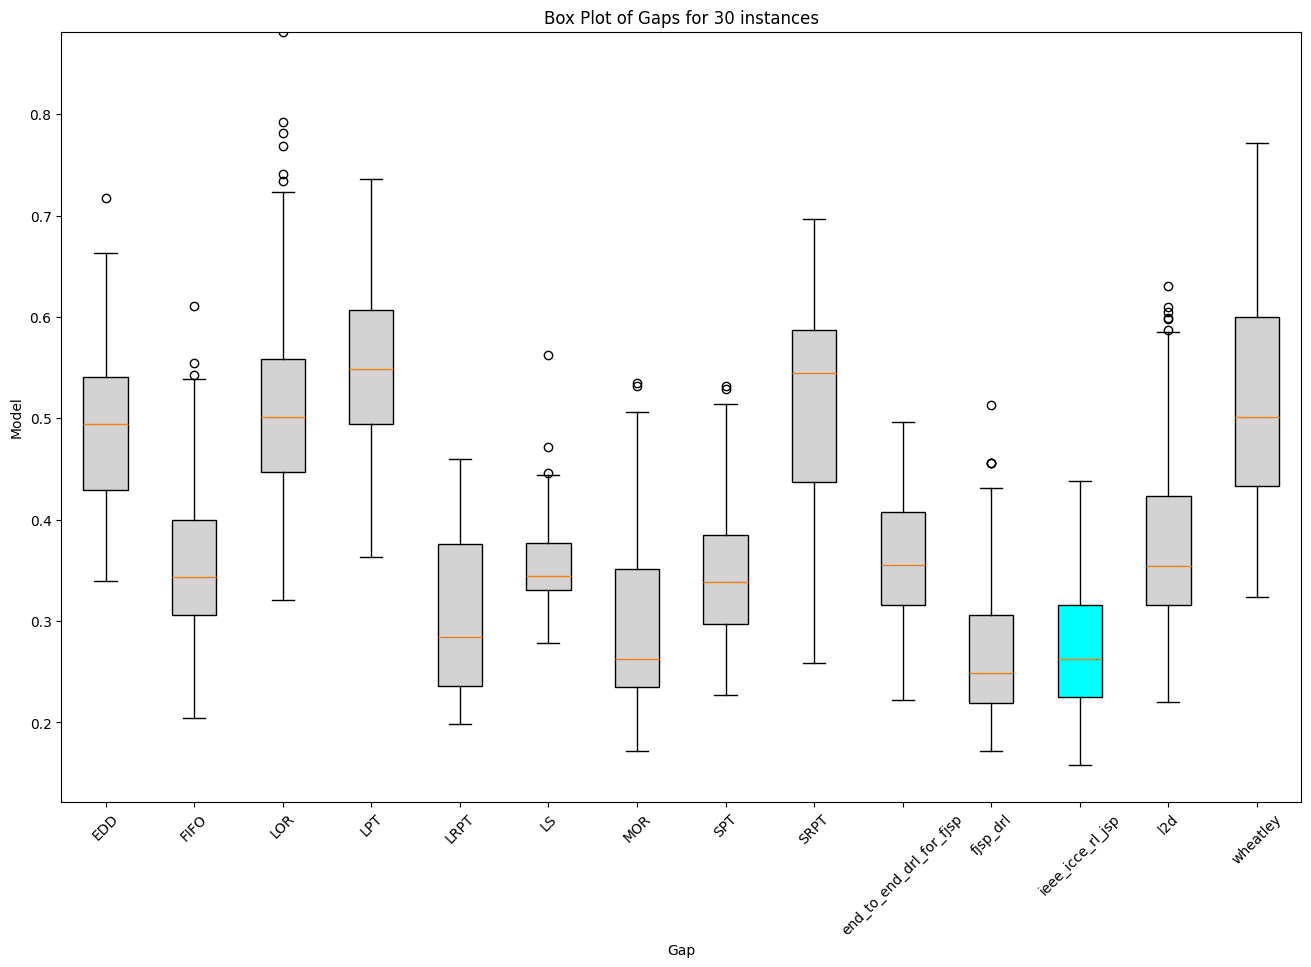 Box Plot of Gaps for 30 instances
0.8
0.7
0.6
0.5
0.4
0.3
0.2
Model
EDD
FIFO
LOR
LPT
LRPT
LS
MOR
SPT
SRPT
end_to_end_drl_for_fjsp
fjsp_drl
ieee_icce_rl_jsp
l2d
wheatley
Gap